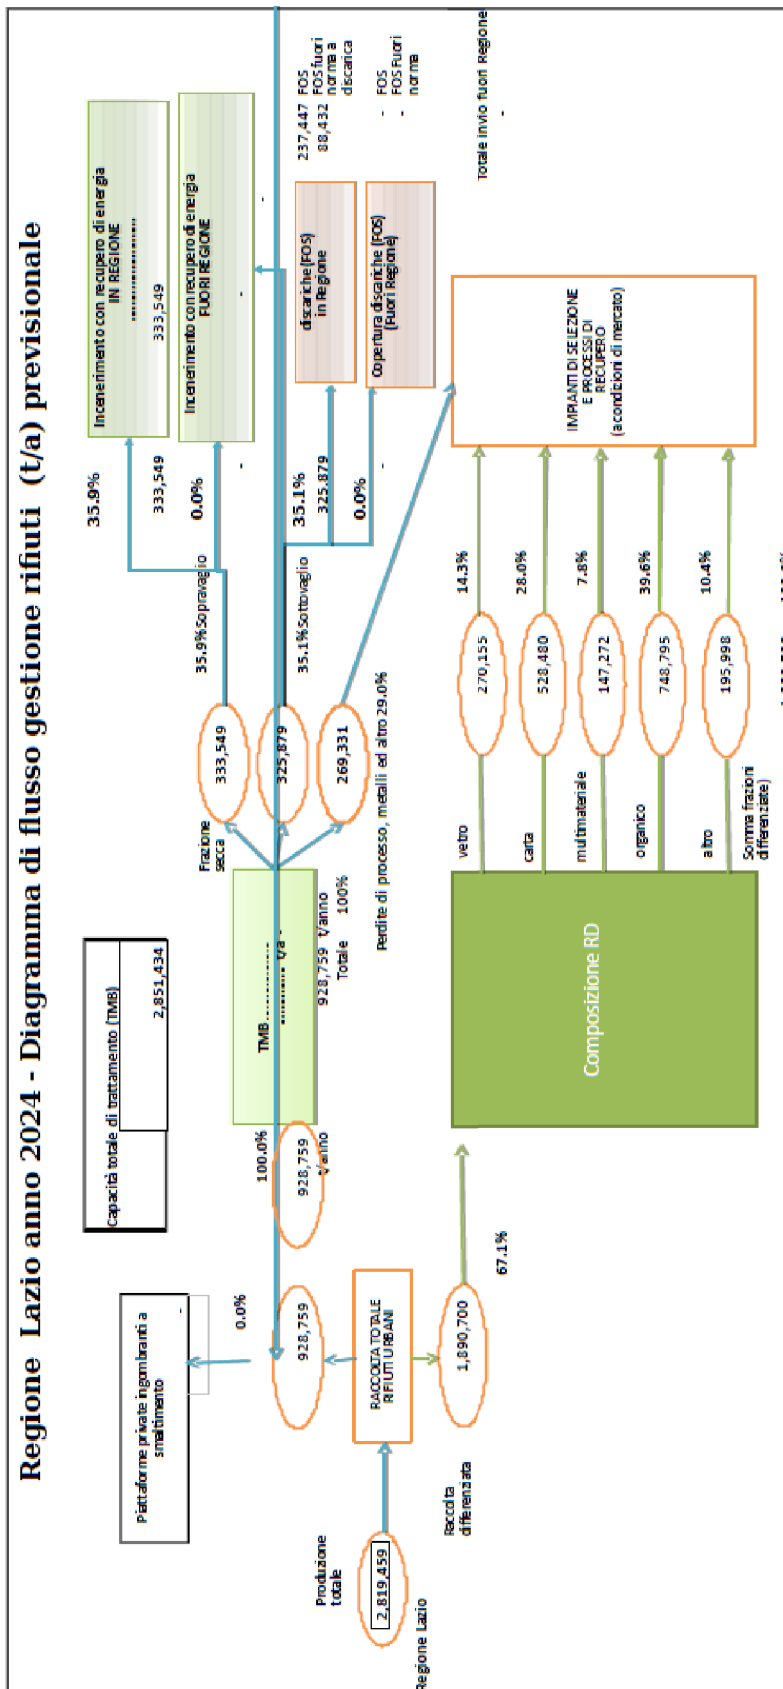 Regione Lazio anno 2024 - Diagramma di flusso gestione rifiuti (t/a) previsionale
Piattaforme private ingombranti a
smaltimento
-
0.0%
Capacità totale di trattamento (TMB)
2,851,434
Produzione
totale
2,819,459
Regione Lazio
RACCOLTA TOTALE
RIFIUTI URBANI
928,759
Raccolta
differenziata
1,890,700
67.1%
100.0%
928,759
t/anno
TMB
t/a -
928,759 t/anno
Totale 100%
Frazione
secca
333,549
325,879
269,331
Perdite di processo, metalli ed altro 29.0%
35.9%Sopravaglio
35.1%Sottovaglio
35.9%
333,549
0.0%
-
35.1%
325.879
0.0%
-
Incenerimento con recupero di energia
IN REGIONE
333,549
Incenerimento con recupero di energia
FUORI REGIONE
-
-
discariche (FOS)
in Regione
Copertura discariche (FOS)
(Fuori Regione)
237,447 FOS
88,432 FOS fuori
norma a
discarica
- FOS
- FOS Fuori
norma
Totale invio fuori Regione
-
Composizione RD
vetro
270,155
14.3%
carta
528,480
28.0%
multimateriale
147,272
7.8%
organico
748,795
39.6%
altro
195,998
10.4%
Somma frazioni
differenziate)
IMPIANTI DI SELEZIONE
E PROCESSI DI
RECUPERO
(a condizioni di mercato)